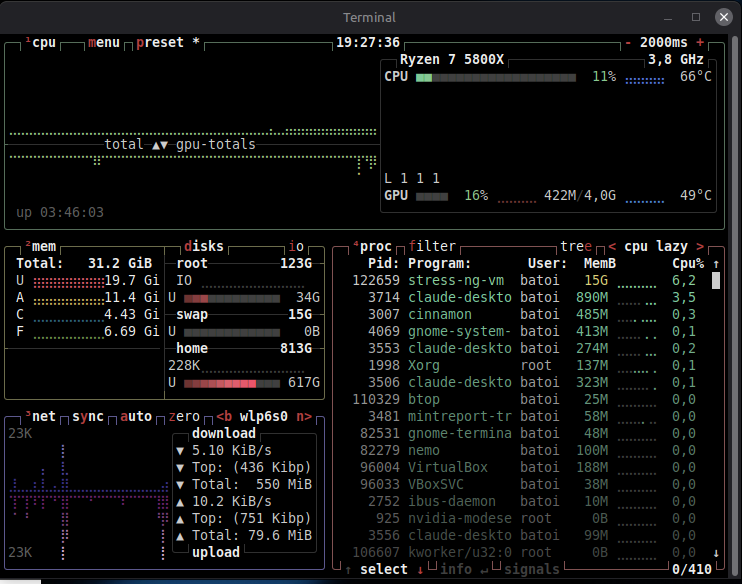 Terminal
¹cpu menu preset * 19:27:36 - 2000ms +
Ryzen 7 5800X 3,8 GHz
CPU 11% 66°C
total ▲▼ gpu-totals
L 1 1 1
GPU 16% 422M/4,0G 49°C
up 03:46:03
²mem disks io
Total: 31.2 GiB
U 19.7 Gi
A 11.4 Gi
C 4.43 Gi
F 6.69 Gi
root 123G
IO
U 34G
swap 15G
U 0B
home 813G
228K
U 617G
³net sync auto zero <b wlp6s0 n>
23K
23K
download
▼ 5.10 KiB/s
▼ Top: (436 Kibp)
▼ Total: 550 MiB
▲ 10.2 KiB/s
▲ Top: (751 Kibp)
▲ Total: 79.6 MiB
upload
⁴proc filter tree < cpu lazy >
Pid: Program: User: MemB Cpu% ↑
122659 stress-ng-vm batoi 15G 6,2
3714 claude-deskto batoi 890M 3,5
3007 cinnamon batoi 485M 0,3
4069 gnome-system- batoi 413M 0,1
3553 claude-deskto batoi 274M 0,2
1998 Xorg root 137M 0,1
3506 claude-deskto batoi 323M 0,1
110329 btop batoi 25M 0,0
3481 mintreport-tr batoi 58M 0,0
82531 gnome-termina batoi 48M 0,0
82279 nemo batoi 100M 0,0
96004 VirtualBox batoi 188M 0,0
96033 VBoxSVC batoi 38M 0,0
2752 ibus-daemon batoi 10M 0,0
925 nvidia-modese root 0B 0,0
3556 claude-deskto batoi 99M 0,0
106607 kworker/u32:0 root 0B 0,0 ↓
↑ select ↓ info ↵ signals 0/410